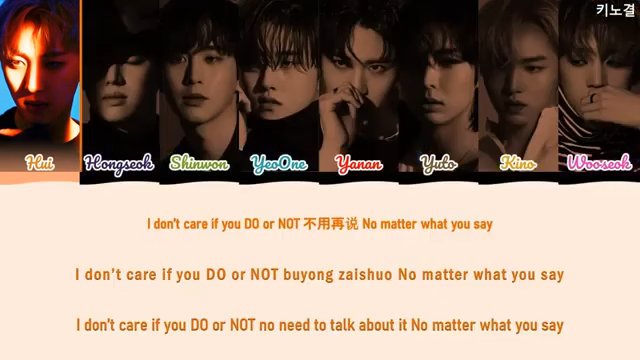 키노결
Hui Hongseok Shinwon YeoOne Yanan Yuto Kino Wooseok
I don't care if you DO or NOT 不用再说 No matter what you say
I don't care if you DO or NOT buyong zaishuo No matter what you say
I don't care if you DO or NOT no need to talk about it No matter what you say